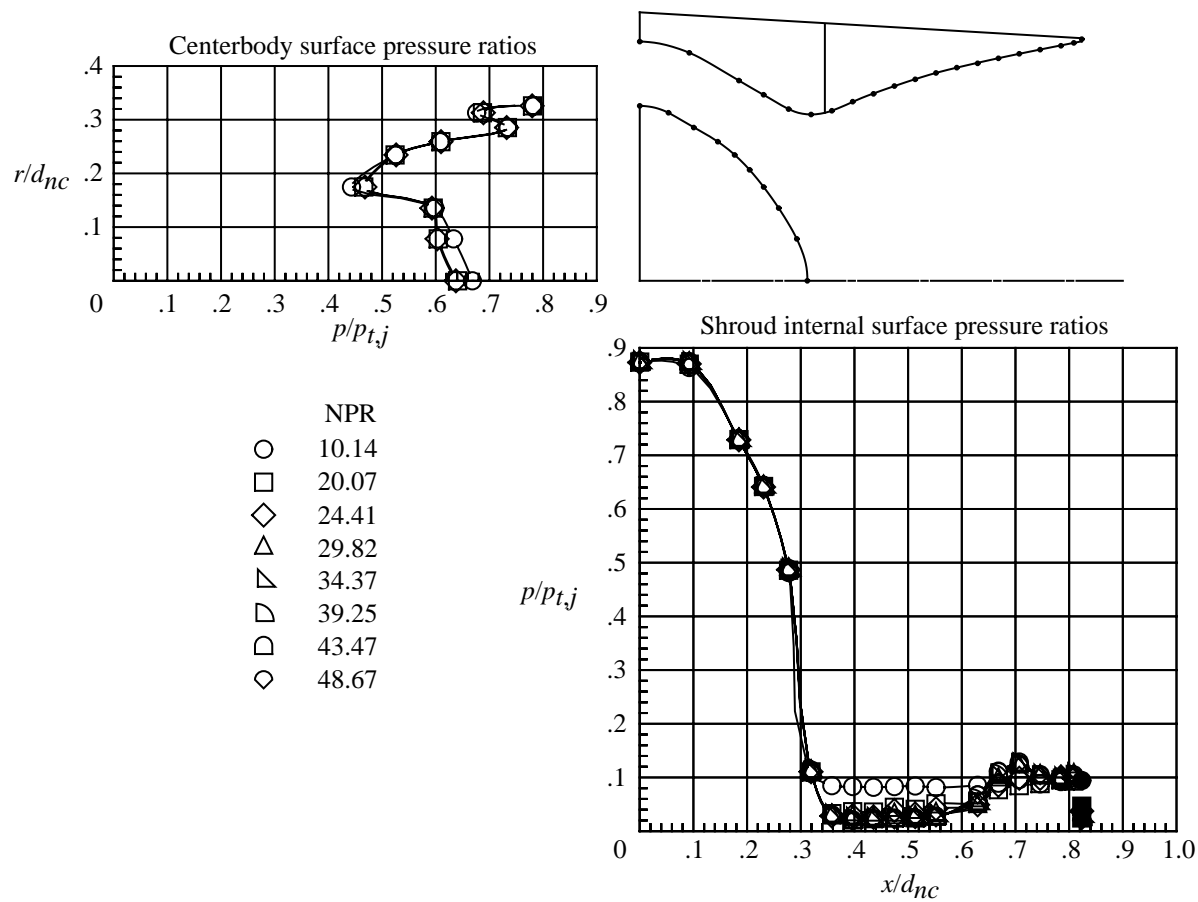 Centerbody surface pressure ratios
.4
.3
r/dnc .2
.1
0 .1 .2 .3 .4 .5 .6 .7 .8 .9
p/pt,j
NPR
10.14
20.07
24.41
29.82
34.37
39.25
43.47
48.67
Shroud internal surface pressure ratios
.9
.8
.7
.6
.5
p/pt,j
.4
.3
.2
.1
0 .1 .2 .3 .4 .5 .6 .7 .8 .9 1.0
x/dnc